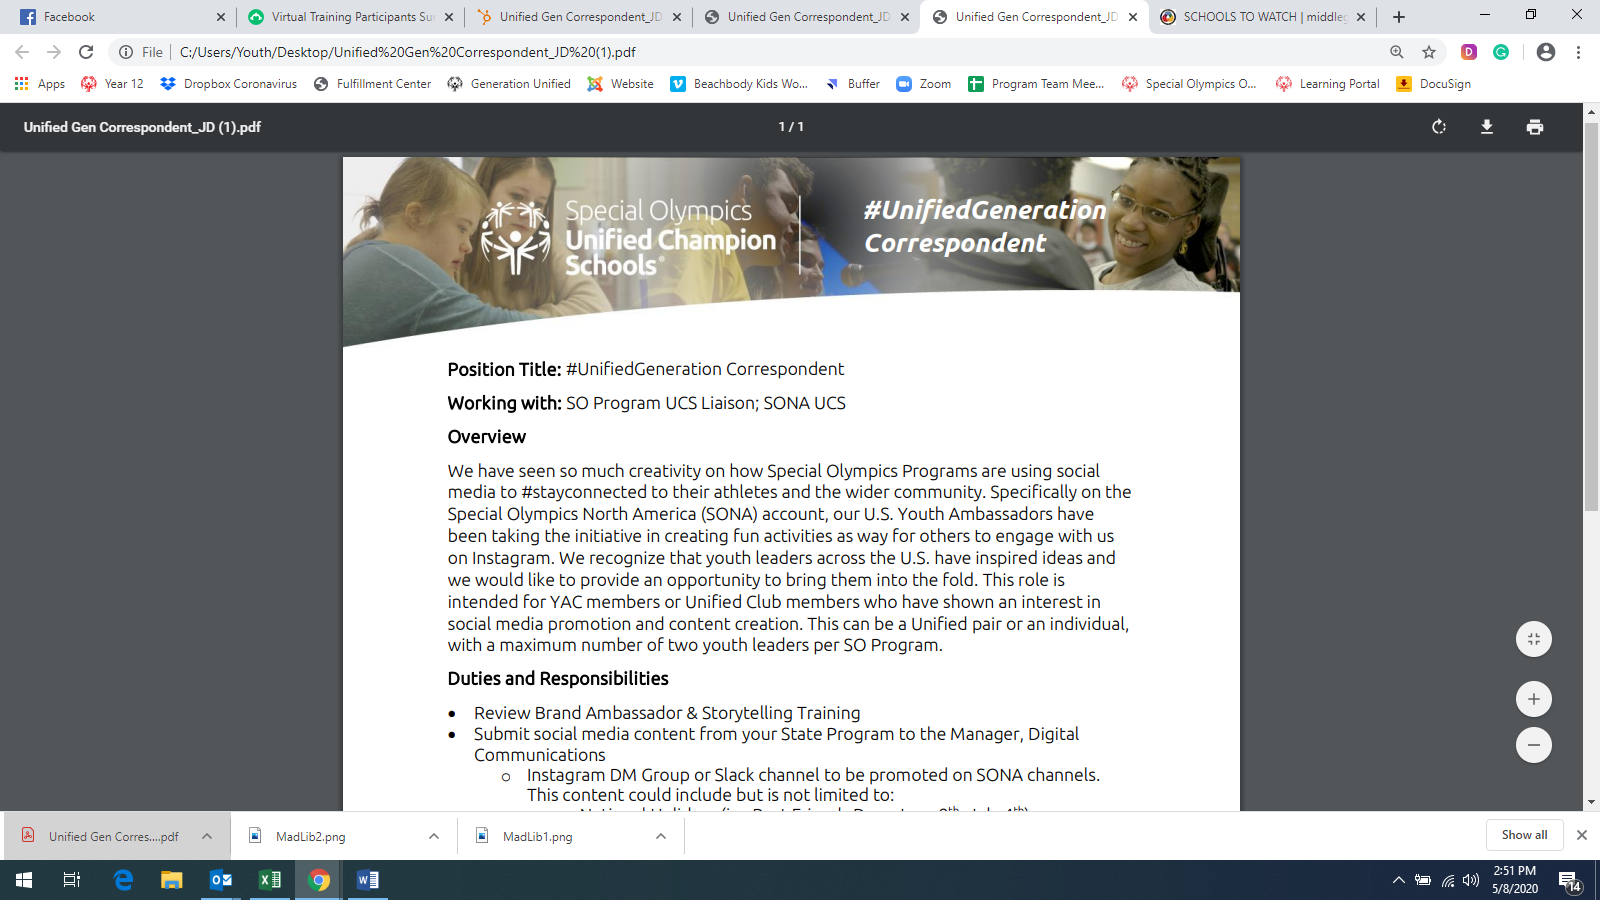 Facebook
Virtual Training Participants Sur
Unified Gen Correspondent_JD
Unified Gen Correspondent_JD
Unified Gen Correspondent_JD
SCHOOLS TO WATCH | middleg
File
C:/Users/Youth/Desktop/Unified%20Gen%20Correspondent_JD%20(1).pdf
Apps
Year 12
Dropbox Coronavirus
Fulfillment Center
Generation Unified
Website
Beachbody Kids Wo...
Buffer
Zoom
Program Team Mee...
Special Olympics O...
Learning Portal
DocuSign
Unified Gen Correspondent_JD (1).pdf
1 / 1
Special Olympics
Unified Champion
Schools®
#UnifiedGeneration
Correspondent
Position Title: #UnifiedGeneration Correspondent
Working with: SO Program UCS Liaison; SONA UCS
Overview
We have seen so much creativity on how Special Olympics Programs are using social
media to #stayconnected to their athletes and the wider community. Specifically on the
Special Olympics North America (SONA) account, our U.S. Youth Ambassadors have
been taking the initiative in creating fun activities as way for others to engage with us
on Instagram. We recognize that youth leaders across the U.S. have inspired ideas and
we would like to provide an opportunity to bring them into the fold. This role is
intended for YAC members or Unified Club members who have shown an interest in
social media promotion and content creation. This can be a Unified pair or an individual,
with a maximum number of two youth leaders per SO Program.
Duties and Responsibilities
• Review Brand Ambassador & Storytelling Training
• Submit social media content from your State Program to the Manager, Digital
Communications
o Instagram DM Group or Slack channel to be promoted on SONA channels.
This content could include but is not limited to:
Unified Gen Corres....pdf
MadLib2.png
MadLib1.png
Show all
2:51 PM
5/8/2020
14